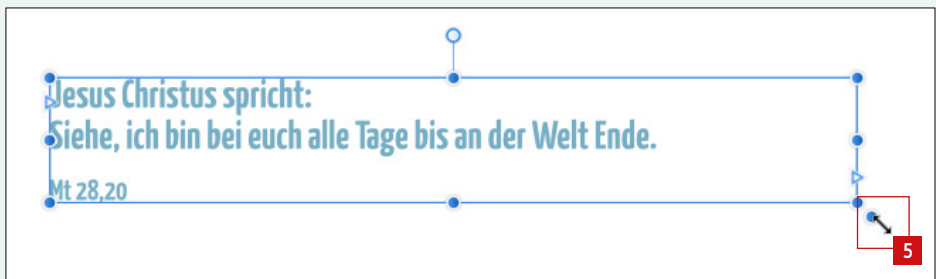 Jesus Christus spricht:
Siehe, ich bin bei euch alle Tage bis an der Welt Ende.
Mt 28,20
5